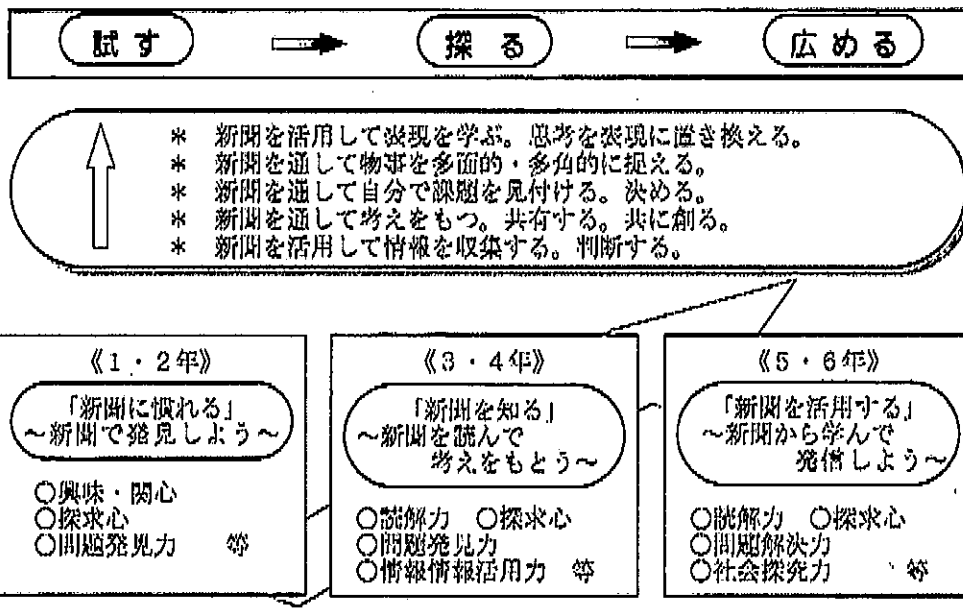 試す → 探る → 広める
* 新聞を活用して表現を学ぶ。思考を表現に置き換える。
* 新聞を通して物事を多面的・多角的に捉える。
* 新聞を通して自分で課題を見付ける。決める。
* 新聞を通して考えをもつ。共有する。共に創る。
* 新聞を活用して情報を収集する。判断する。
《1・2年》
「新聞に慣れる」
～新聞で発見しよう～
○興味・関心
○探求心
○問題発見力 等
《3・4年》
「新聞を知る」
～新聞を読んで
考えをもとう～
○読解力 ○探求心
○問題発見力
○情報情報活用力 等
《5・6年》
「新聞を活用する」
～新聞から学んで
発信しよう～
○読解力 ○探求心
○問題解決力
○社会探究力 等